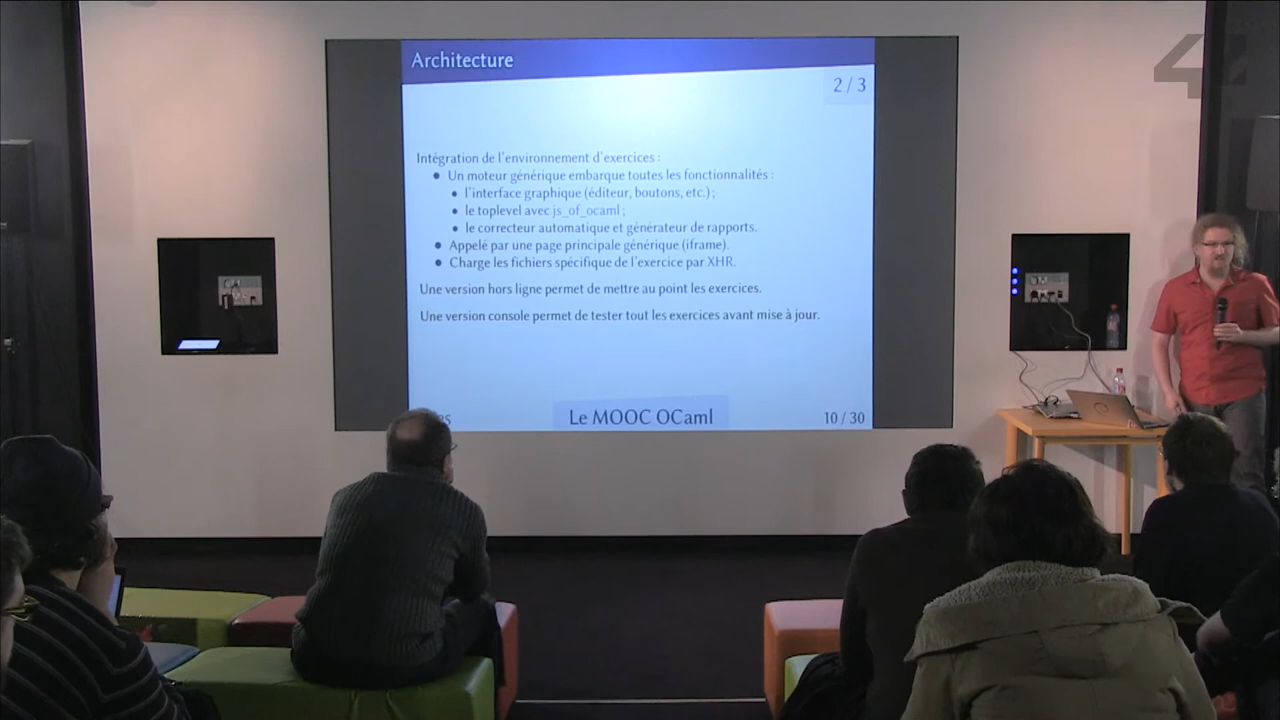 Architecture
2 / 3
Intégration de l'environnement d'exercices :
Un moteur générique embarque toutes les fonctionnalités :
l'interface graphique (éditeur, boutons, etc.) ;
le toplevel avec js_of_ocaml ;
le correcteur automatique et générateur de rapports.
Appelé par une page principale générique (iframe).
Charge les fichiers spécifique de l'exercice par XHR.
Une version hors ligne permet de mettre au point les exercices.
Une version console permet de tester tout les exercices avant mise à jour.
Le MOOC OCaml
10 / 30
42